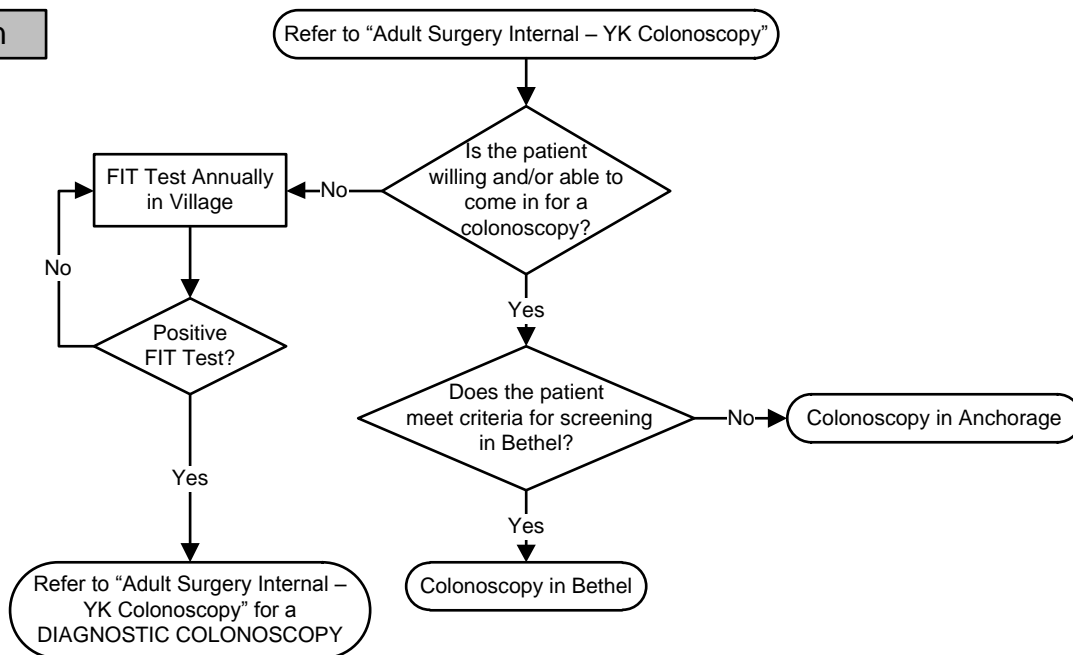 Refer to “Adult Surgery Internal – YK Colonoscopy”
Is the patient
willing and/or able to
come in for a
colonoscopy?
No
FIT Test Annually
in Village
No
Yes
Positive
FIT Test?
Does the patient
meet criteria for screening
in Bethel?
No
Colonoscopy in Anchorage
Yes
Yes
Refer to “Adult Surgery Internal –
YK Colonoscopy” for a
DIAGNOSTIC COLONOSCOPY
Colonoscopy in Bethel